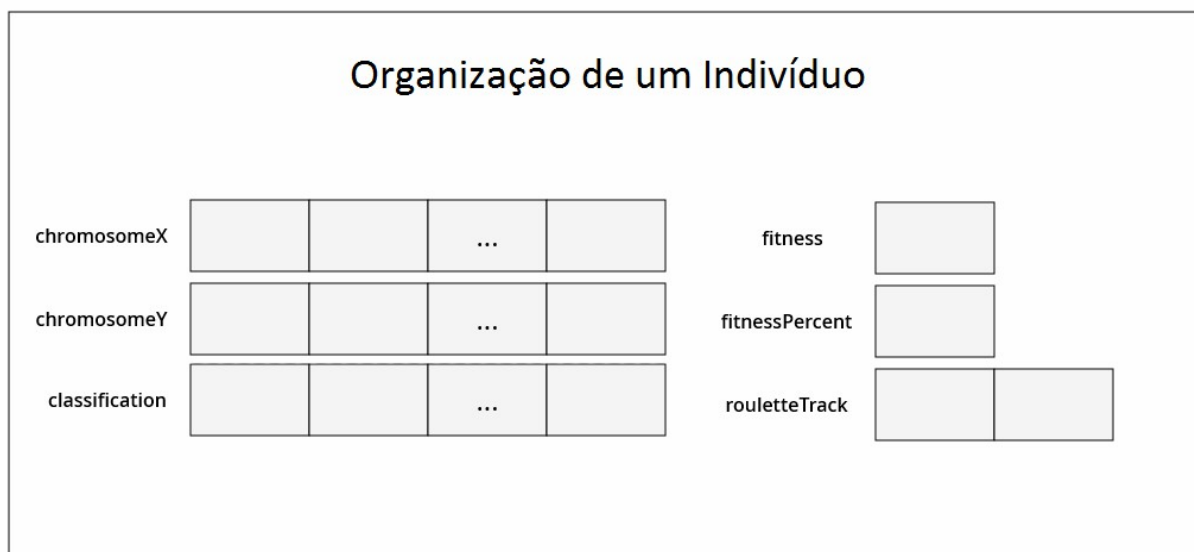 Organização de um Indivíduo
chromosomeX
...
chromosomeY
...
classification
...
fitness
fitnessPercent
rouletteTrack